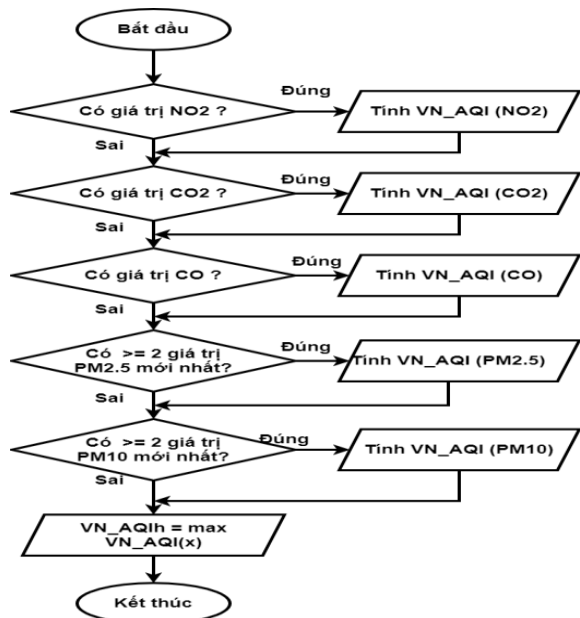 Bắt đầu
Có giá trị NO2 ?
Đúng
Tính VN_AQI (NO2)
Sai
Có giá trị CO2 ?
Đúng
Tính VN_AQI (CO2)
Sai
Có giá trị CO ?
Đúng
Tính VN_AQI (CO)
Sai
Có >= 2 giá trị
PM2.5 mới nhất?
Đúng
Tính VN_AQI (PM2.5)
Sai
Có >= 2 giá trị
PM10 mới nhất?
Đúng
Tính VN_AQI (PM10)
Sai
VN_AQIh = max
VN_AQI(x)
Kết thúc